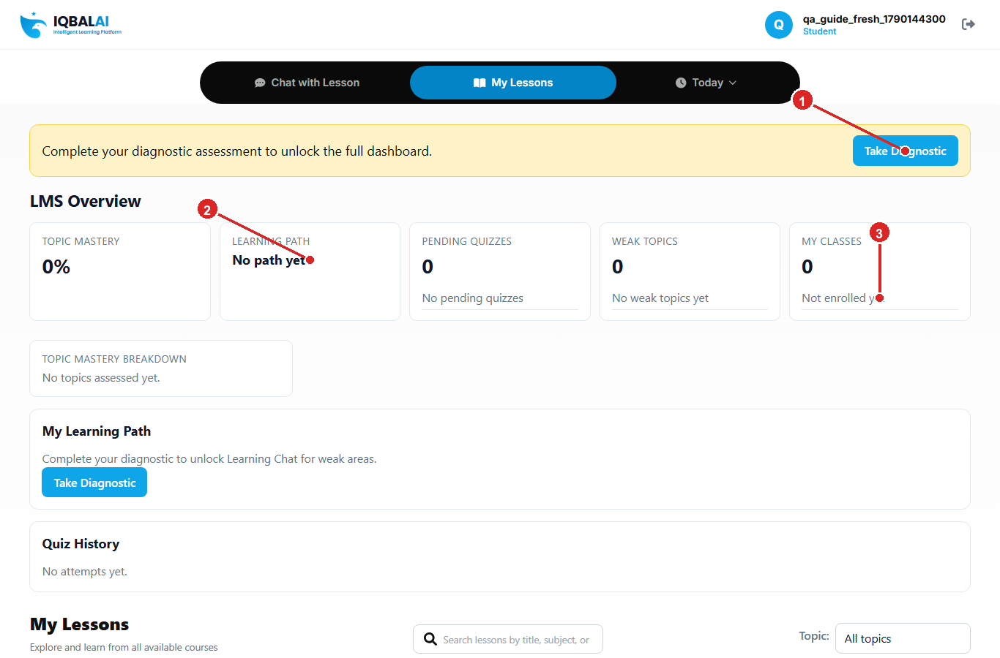 IQBALAI
Intelligent Learning Platform
Q
qa_guide_fresh_1790144300
Student
Chat with Lesson
My Lessons
Today
1
Complete your diagnostic assessment to unlock the full dashboard.
Take Diagnostic
LMS Overview
2
3
TOPIC MASTERY
0%
LEARNING PATH
No path yet
PENDING QUIZZES
0
No pending quizzes
WEAK TOPICS
0
No weak topics yet
MY CLASSES
0
Not enrolled
TOPIC MASTERY BREAKDOWN
No topics assessed yet.
My Learning Path
Complete your diagnostic to unlock Learning Chat for weak areas.
Take Diagnostic
Quiz History
No attempts yet.
My Lessons
Explore and learn from all available courses
Search lessons by title, subject, or
Topic:
All topics